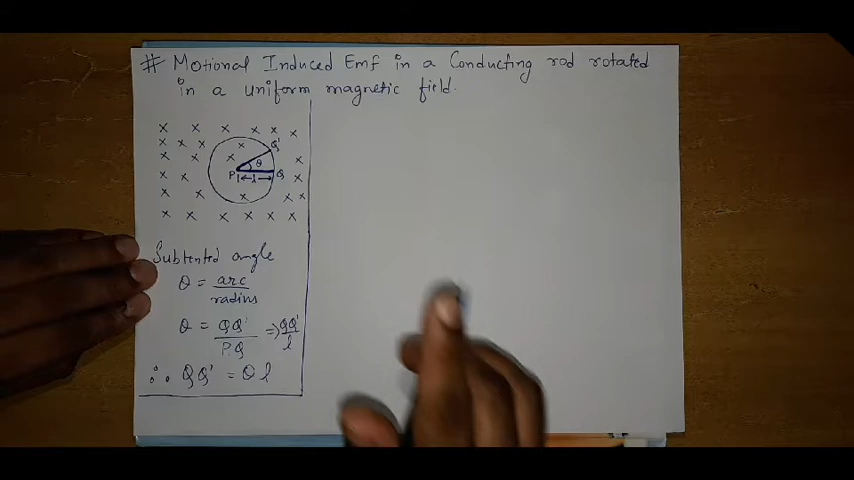 # Motional Induced Emf in a Conducting rod rotated
in a uniform magnetic field.
x x x x x x
x x x x
x x x x
x x x
x x x x x
x x x x x x
Q'
θ
P l Q
Subtented angle
θ = arc / radius
θ = QQ' / PQ => QQ' / l
∴ QQ' = θ l